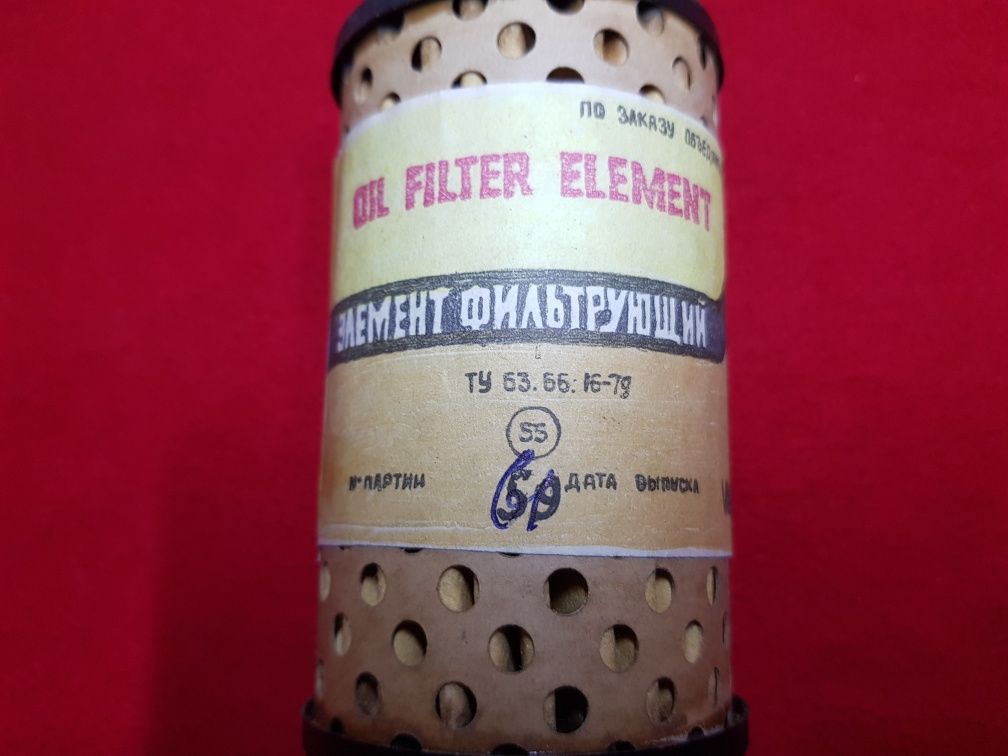 ПО ЗАКАЗУ
OIL FILTER ELEMENT
ЭЛЕМЕНТ ФИЛЬТРУЮЩИЙ
ТУ 63.66:16-79
55
№ ПАРТИИ ДАТА ВЫПУСКА